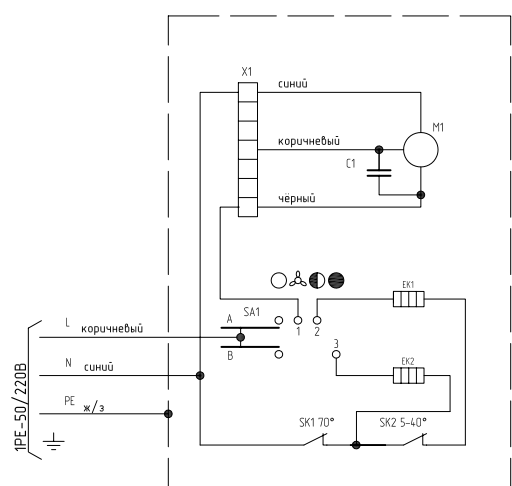 X1
синий
M1
коричневый
C1
чёрный
EK1
SA1
A
1
2
L
коричневый
B
3
EK2
N
синий
PE
ж/з
SK1 70°
SK2 5-40°
1PE-50/220В